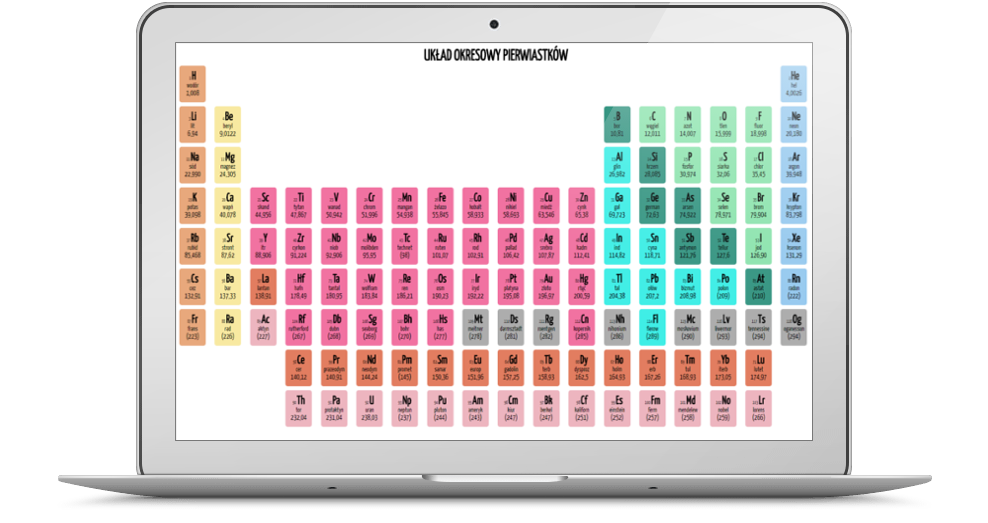 UKŁAD OKRESOWY PIERWIASTKÓW
H He
wodór hel
1,008 4,0026
Li Be B C N O F Ne
lit beryl bor węgiel azot tlen fluor neon
6,94 9,0122 10,81 12,011 14,007 15,999 18,998 20,180
Na Mg Al Si P S Cl Ar
sód magnez glin krzem fosfor siarka chlor argon
22,990 24,305 26,982 28,085 30,974 32,06 35,45 39,948
K Ca Sc Ti V Cr Mn Fe Co Ni Cu Zn Ga Ge As Se Br Kr
potas wapń skand tytan wanad chrom mangan żelazo kobalt nikiel miedź cynk gal german arsen selen brom krypton
39,098 40,078 44,956 47,867 50,942 51,996 54,938 55,845 58,933 58,693 63,546 65,38 69,723 72,63 74,922 78,971 79,904 83,798
Rb Sr Y Zr Nb Mo Tc Ru Rh Pd Ag Cd In Sn Sb Te I Xe
rubid stront itr cyrkon niob molibden technet ruten rod pallad srebro kadm ind cyna antymon tellur jod ksenon
85,468 87,62 88,906 91,224 92,906 95,95 (98) 101,07 102,91 106,42 107,87 112,41 114,82 118,71 121,76 127,6 126,90 131,29
Cs Ba La Hf Ta W Re Os Ir Pt Au Hg Tl Pb Bi Po At Rn
cez bar lantan hafn tantal wolfram ren osm iryd platyna złoto rtęć tal ołów bizmut polon astat radon
132,91 137,33 138,91 178,49 180,95 183,84 186,21 190,23 192,22 195,08 196,97 200,59 204,38 207,2 208,98 (209) (210) (222)
Fr Ra Ac Rf Db Sg Bh Hs Mt Ds Rg Cn Nh Fl Mc Lv Ts Og
frans rad aktyn rutherford dubn seaborg bohr has meitner darmsztadt roentgen kopernik nihonium flerow moskowium liwermor tennessine oganesson
(223) (226) (227) (267) (268) (269) (270) (277) (278) (281) (282) (285) (286) (289) (290) (293) (294) (294)
Ce Pr Nd Pm Sm Eu Gd Tb Dy Ho Er Tm Yb Lu
cer prazeodym neodym promet samar europ gadolin terb dysproz holm erb tul iterb lutet
140,12 140,91 144,24 (145) 150,36 151,96 157,25 158,93 162,5 164,93 167,26 168,93 173,05 174,97
Th Pa U Np Pu Am Cm Bk Cf Es Fm Md No Lr
tor protaktyn uran neptun pluton ameryk kiur berkel kaliforn einstein ferm mendelew nobel lorens
232,04 231,04 238,03 (237) (244) (243) (247) (247) (251) (252) (257) (258) (259) (266)